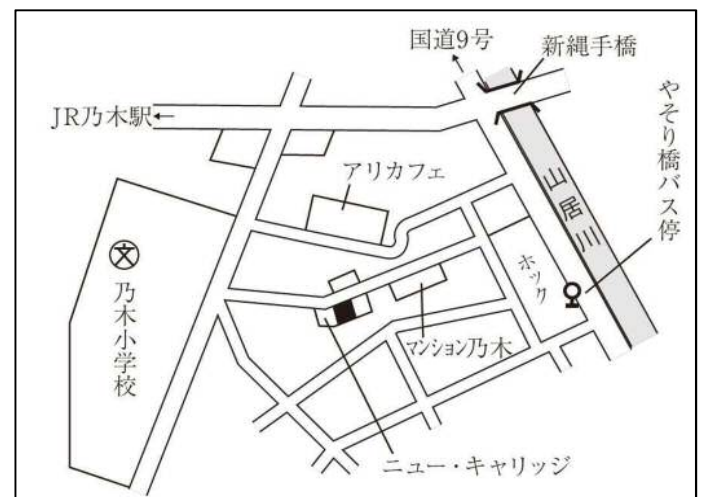 国道9号
新縄手橋
JR乃木駅
やそり橋バス停
アリカフェ
山居川
文
乃木小学校
ホック
マンション乃木
ニュー・キャリッジ